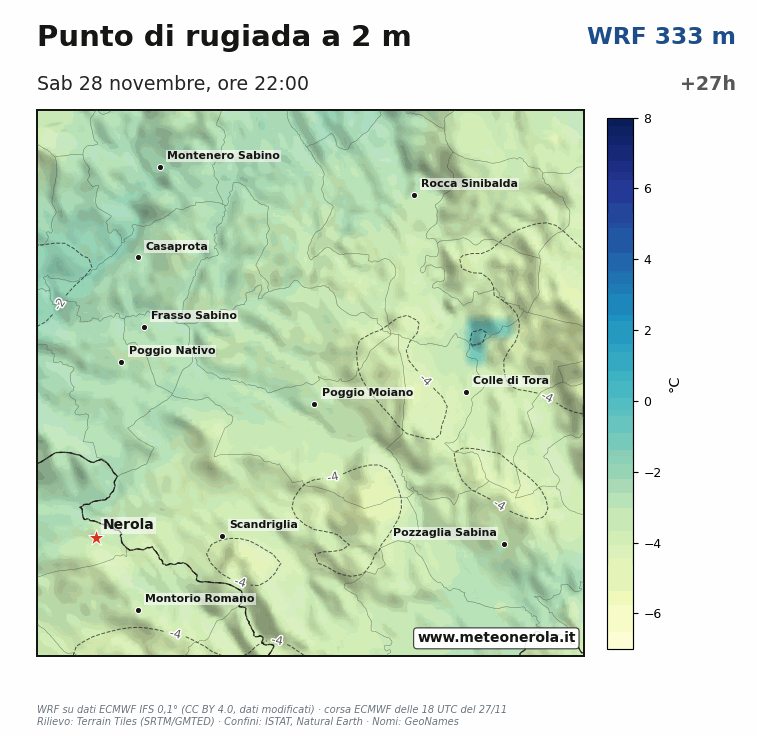 Punto di rugiada a 2 m
WRF 333 m
Sab 28 novembre, ore 22:00
+27h
Montenero Sabino
Rocca Sinibalda
Casaprota
-2
Frasso Sabino
Poggio Nativo
-4
Colle di Tora
Poggio Moiano
-4
-4
-4
Nerola
Scandriglia
Pozzaglia Sabina
-4
Montorio Romano
-4
-4
www.meteonerola.it
8
6
4
2
0
−2
−4
−6
°C
WRF su dati ECMWF IFS 0,1° (CC BY 4.0, dati modificati) · corsa ECMWF delle 18 UTC del 27/11
Rilievo: Terrain Tiles (SRTM/GMTED) · Confini: ISTAT, Natural Earth · Nomi: GeoNames